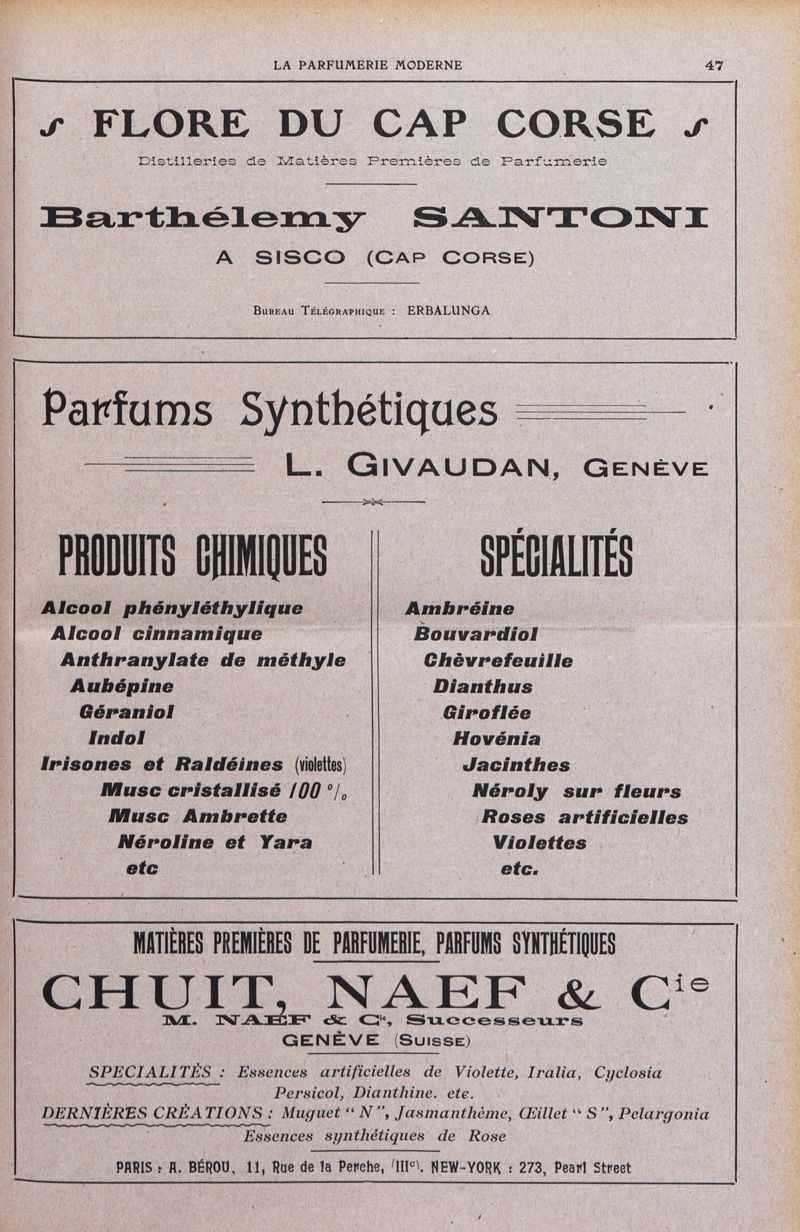 LA PARFUMERIE MODERNE 47
FLORE DU CAP CORSE
Distilleries de Matières Premières de Parfumerie
Barthélemy SANTONI
A SISCO (CAP CORSE)
BUREAU TÉLÉGRAPHIQUE : ERBALUNGA
Parfums Synthétiques
L. GIVAUDAN, GENÈVE
PRODUITS CHIMIQUES
Alcool phényléthylique
Alcool cinnamique
Anthranylate de méthyle
Aubépine
Géraniol
Indol
Irisones et Raldéines (violettes)
Musc cristallisé 100 %
Musc Ambrette
Néroline et Yara
etc
SPÉCIALITÉS
Ambréine
Bouvardiol
Chèvrefeuille
Dianthus
Giroflée
Hovénia
Jacinthes
Néroly sur fleurs
Roses artificielles
Violettes
etc.
MATIÈRES PREMIÈRES DE PARFUMERIE, PARFUMS SYNTHÉTIQUES
CHUIT, NAEF & Cie
M. NAEF & Cie, Successeurs
GENÈVE (SUISSE)
SPECIALITÉS : Essences artificielles de Violette, Iralia, Cyclosia
Persicol, Dianthine. etc.
DERNIÈRES CRÉATIONS : Muguet “ N ”, Jasmanthème, Œillet “ S ”, Pelargonia
Essences synthétiques de Rose
PARIS : A. BÉROU, 11, Rue de la Perche, (IIIe). NEW-YORK : 273, Pearl Street